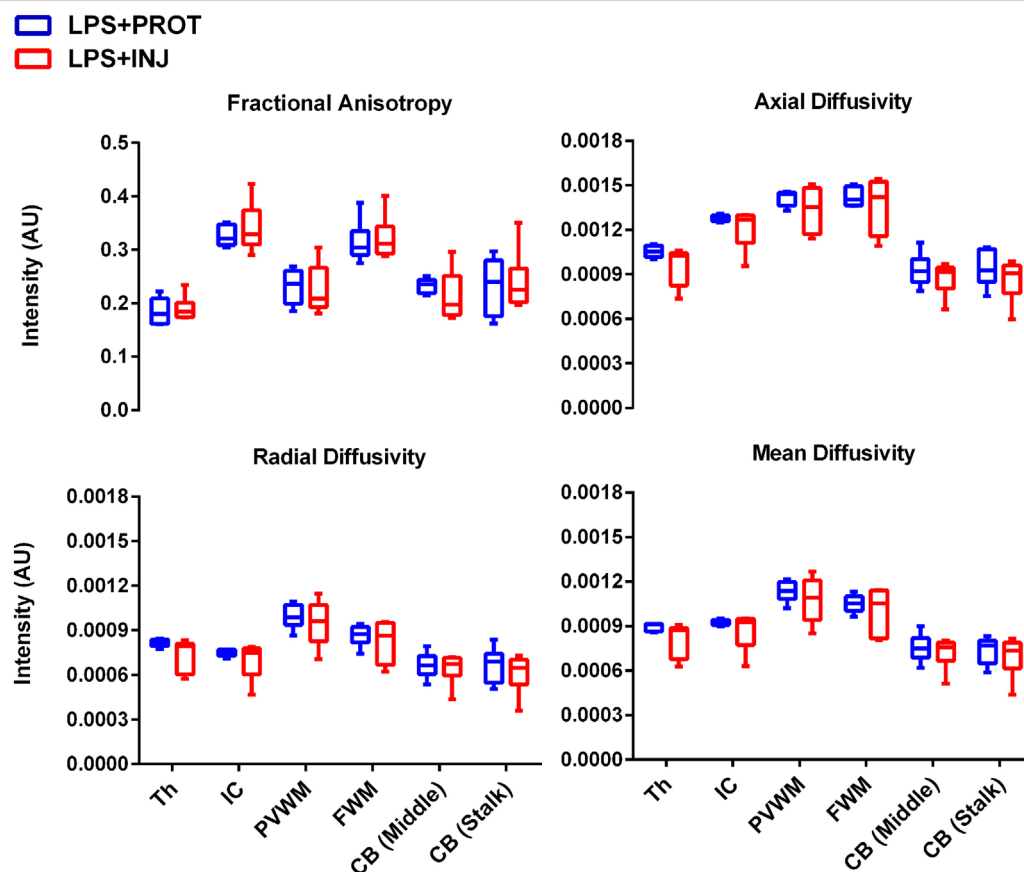 LPS+PROT
LPS+INJ
Fractional Anisotropy
Intensity (AU)
0.5
0.4
0.3
0.2
0.1
0.0
Axial Diffusivity
0.0018
0.0015
0.0012
0.0009
0.0006
0.0003
0.0000
Radial Diffusivity
Intensity (AU)
0.0018
0.0015
0.0012
0.0009
0.0006
0.0003
0.0000
Th
IC
PVWM
FWM
CB (Middle)
CB (Stalk)
Mean Diffusivity
0.0018
0.0015
0.0012
0.0009
0.0006
0.0003
0.0000
Th
IC
PVWM
FWM
CB (Middle)
CB (Stalk)